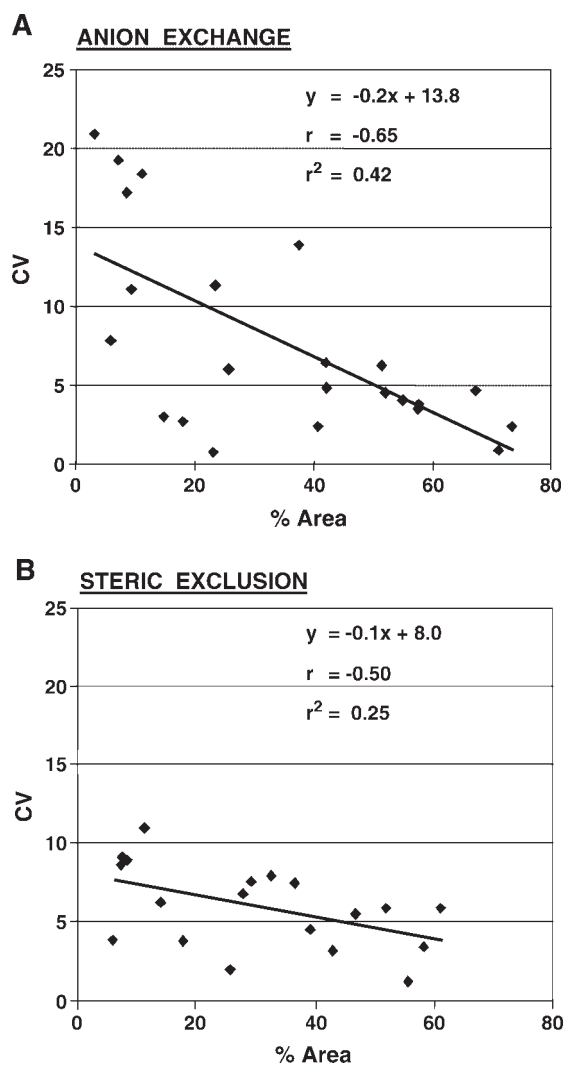 A
ANION EXCHANGE
25
y = -0.2x + 13.8
r = -0.65
20
r² = 0.42
15
CV
10
5
0
0 20 40 60 80
% Area
B
STERIC EXCLUSION
25
y = -0.1x + 8.0
r = -0.50
20
r² = 0.25
15
CV
10
5
0
0 20 40 60 80
% Area